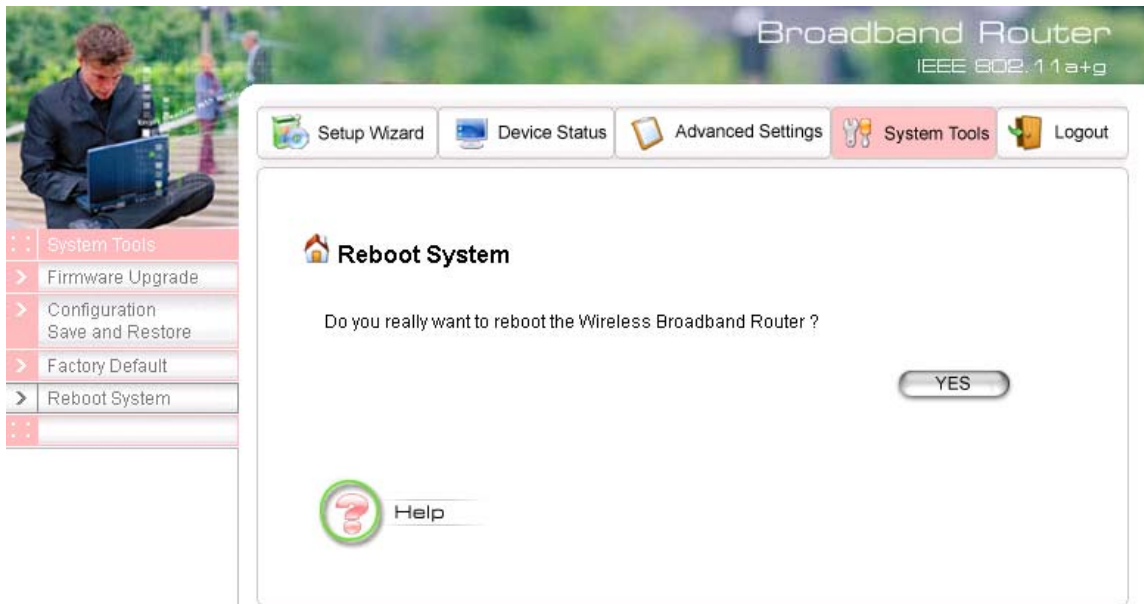 Broadband Router
IEEE 802.11a+g
Setup Wizard
Device Status
Advanced Settings
System Tools
Logout
System Tools
Firmware Upgrade
Configuration
Save and Restore
Factory Default
Reboot System
Reboot System
Do you really want to reboot the Wireless Broadband Router ?
YES
Help